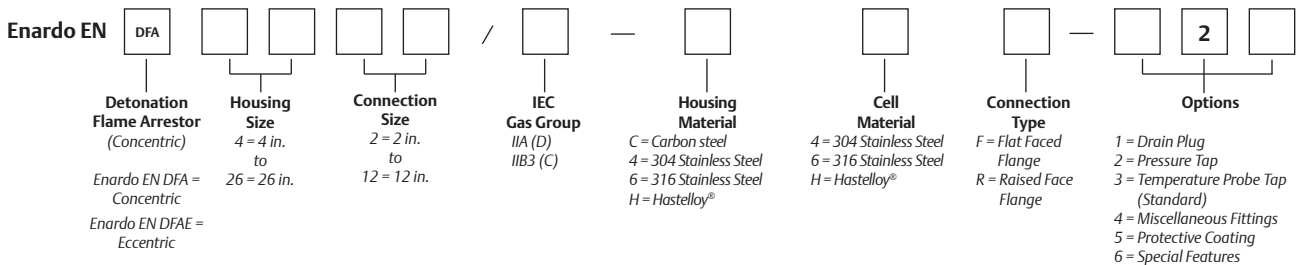 Enardo EN DFA / — — 2
Detonation
Flame Arrestor
(Concentric)
Enardo EN DFA =
Concentric
Enardo EN DFAE =
Eccentric
Housing
Size
4 = 4 in.
to
26 = 26 in.
Connection
Size
2 = 2 in.
to
12 = 12 in.
IEC
Gas Group
IIA (D)
IIB3 (C)
Housing
Material
C = Carbon steel
4 = 304 Stainless Steel
6 = 316 Stainless Steel
H = Hastelloy®
Cell
Material
4 = 304 Stainless Steel
6 = 316 Stainless Steel
H = Hastelloy®
Connection
Type
F = Flat Faced
Flange
R = Raised Face
Flange
Options
1 = Drain Plug
2 = Pressure Tap
3 = Temperature Probe Tap
(Standard)
4 = Miscellaneous Fittings
5 = Protective Coating
6 = Special Features